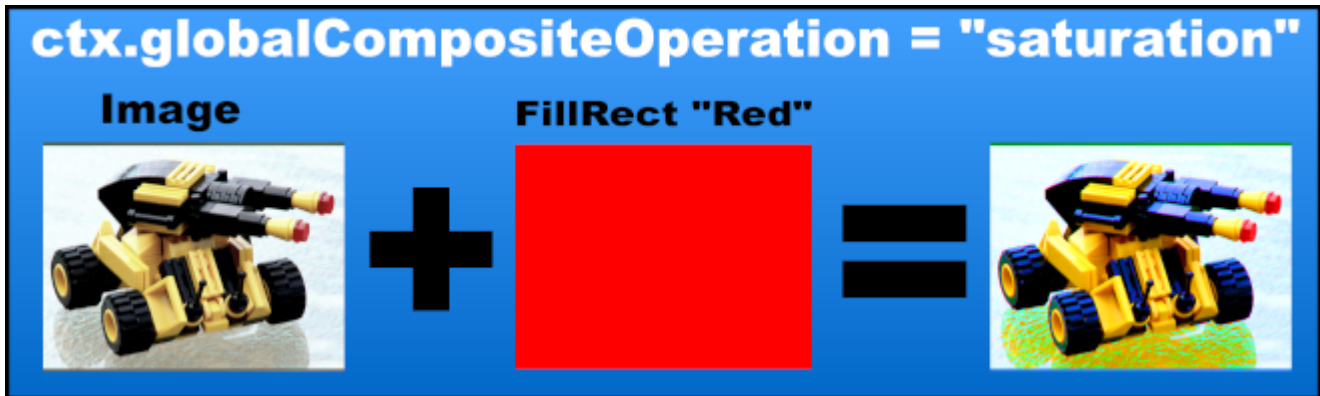 ctx.globalCompositeOperation = "saturation"
Image
FillRect "Red"